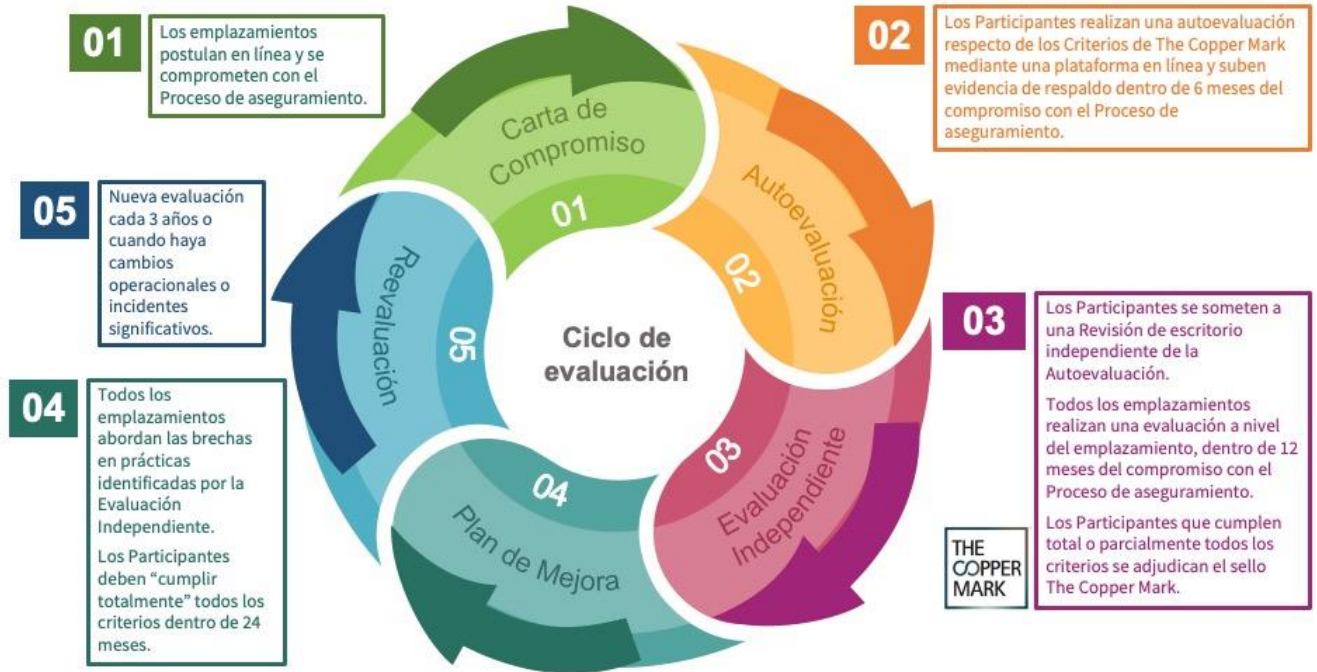 01
Los emplazamientos
postulan en línea y se
comprometen con el
Proceso de aseguramiento.
02
Los Participantes realizan una autoevaluación
respecto de los Criterios de The Copper Mark
mediante una plataforma en línea y suben
evidencia de respaldo dentro de 6 meses del
compromiso con el Proceso de
aseguramiento.
Carta de
Compromiso
01
Autoevaluación
02
05
Nueva evaluación
cada 3 años o
cuando haya
cambios
operacionales o
incidentes
significativos.
Reevaluación
05
Ciclo de
evaluación
03
Los Participantes se someten a
una Revisión de escritorio
independiente de la
Autoevaluación.
Todos los emplazamientos
realizan una evaluación a nivel
del emplazamiento, dentro de 12
meses del compromiso con el
Proceso de aseguramiento.
Los Participantes que cumplen
total o parcialmente todos los
criterios se adjudican el sello
The Copper Mark.
THE
COPPER
MARK
03
Evaluación
Independiente
04
Plan de Mejora
04
Todos los
emplazamientos
abordan las brechas
en prácticas
identificadas por la
Evaluación
Independiente.
Los Participantes
deben “cumplir
totalmente” todos los
criterios dentro de 24
meses.